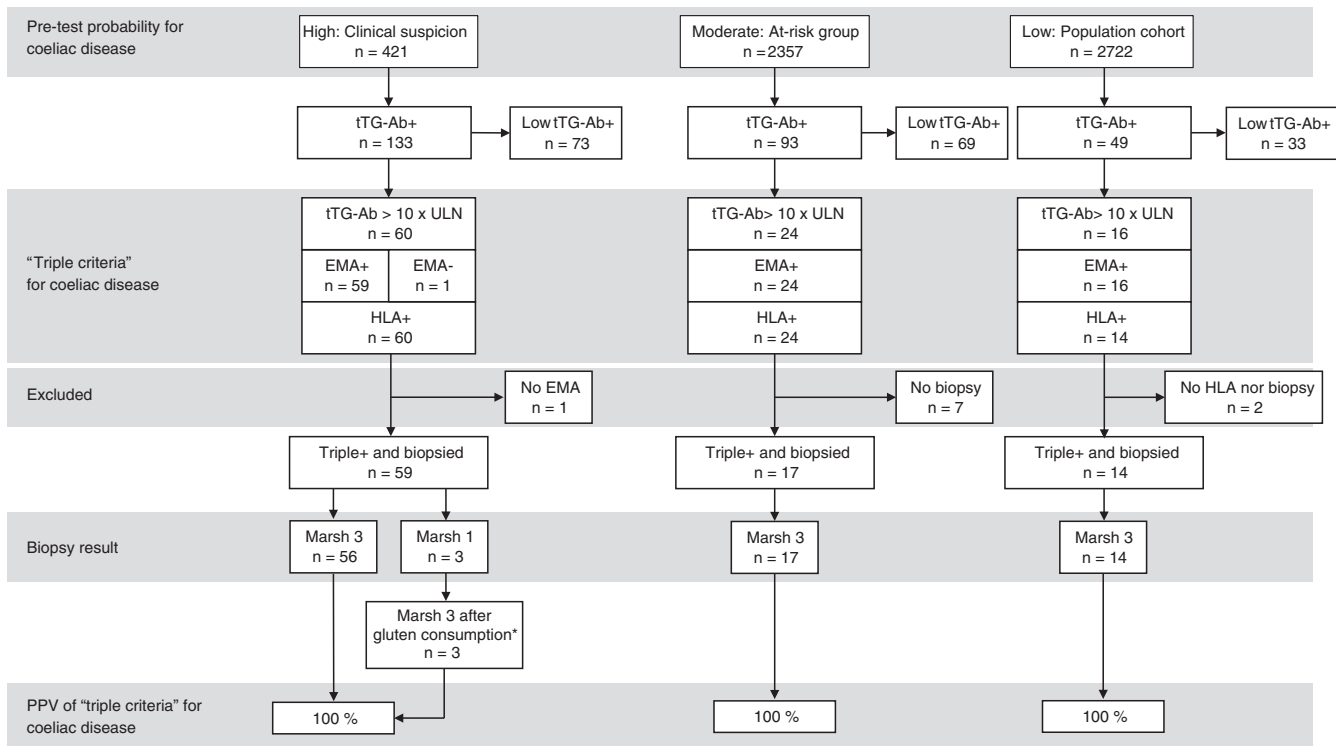 Pre-test probability for
coeliac disease
High: Clinical suspicion
n = 421
Moderate: At-risk group
n =2357
Low: Population cohort
n = 2722
tTG-Ab+
n = 133
Low tTG-Ab+
n = 73
tTG-Ab+
n = 93
Low tTG-Ab+
n = 69
tTG-Ab+
n = 49
Low tTG-Ab+
n = 33
"Triple criteria"
for coeliac disease
tTG-Ab > 10 x ULN
n = 60
EMA+
n = 59
EMA-
n = 1
HLA+
n = 60
tTG-Ab> 10 x ULN
n = 24
EMA+
n = 24
HLA+
n = 24
tTG-Ab> 10 x ULN
n = 16
EMA+
n = 16
HLA+
n = 14
Excluded
No EMA
n = 1
No biopsy
n = 7
No HLA nor biopsy
n = 2
Triple+ and biopsied
n = 59
Triple+ and biopsied
n = 17
Triple+ and biopsied
n = 14
Biopsy result
Marsh 3
n = 56
Marsh 1
n = 3
Marsh 3
n = 17
Marsh 3
n = 14
Marsh 3 after
gluten consumption*
n = 3
PPV of "triple criteria" for
coeliac disease
100 %
100 %
100 %